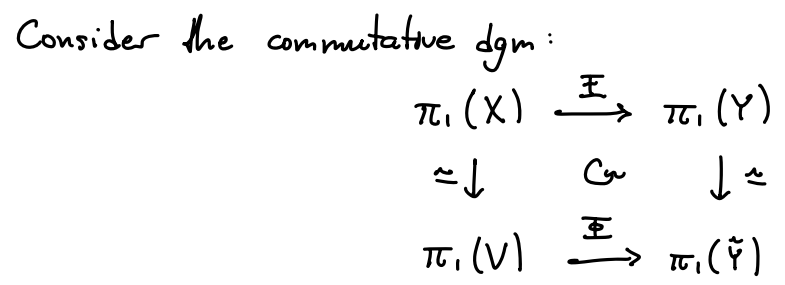 Consider the commutative dgm:
π₁(X) —Φ→ π₁(Y)
≃↓ ↻ ↓≃
π₁(V) —Φ→ π₁(Ỹ)